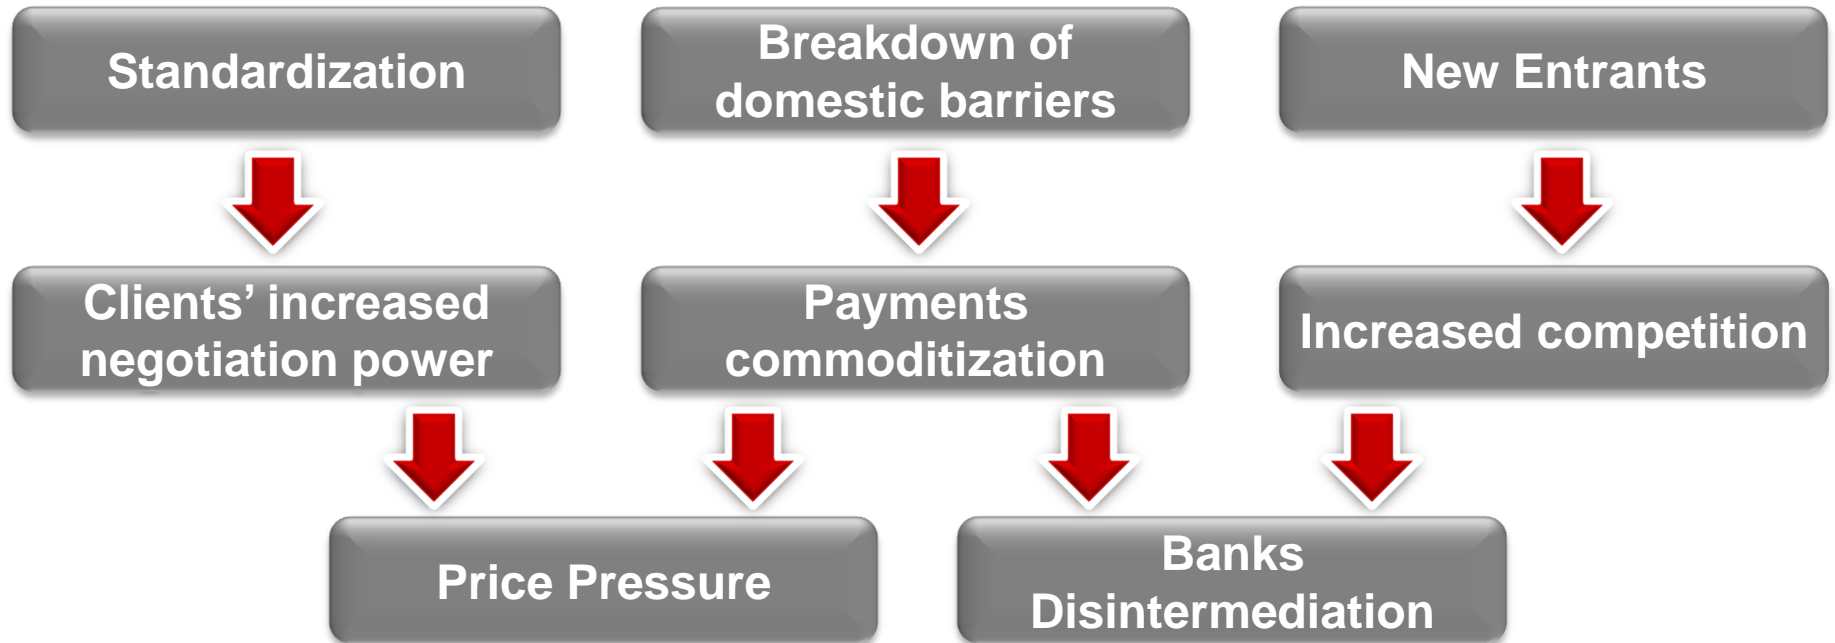 Standardization
Breakdown of
domestic barriers
New Entrants
Clients’ increased
negotiation power
Payments
commoditization
Increased competition
Price Pressure
Banks
Disintermediation